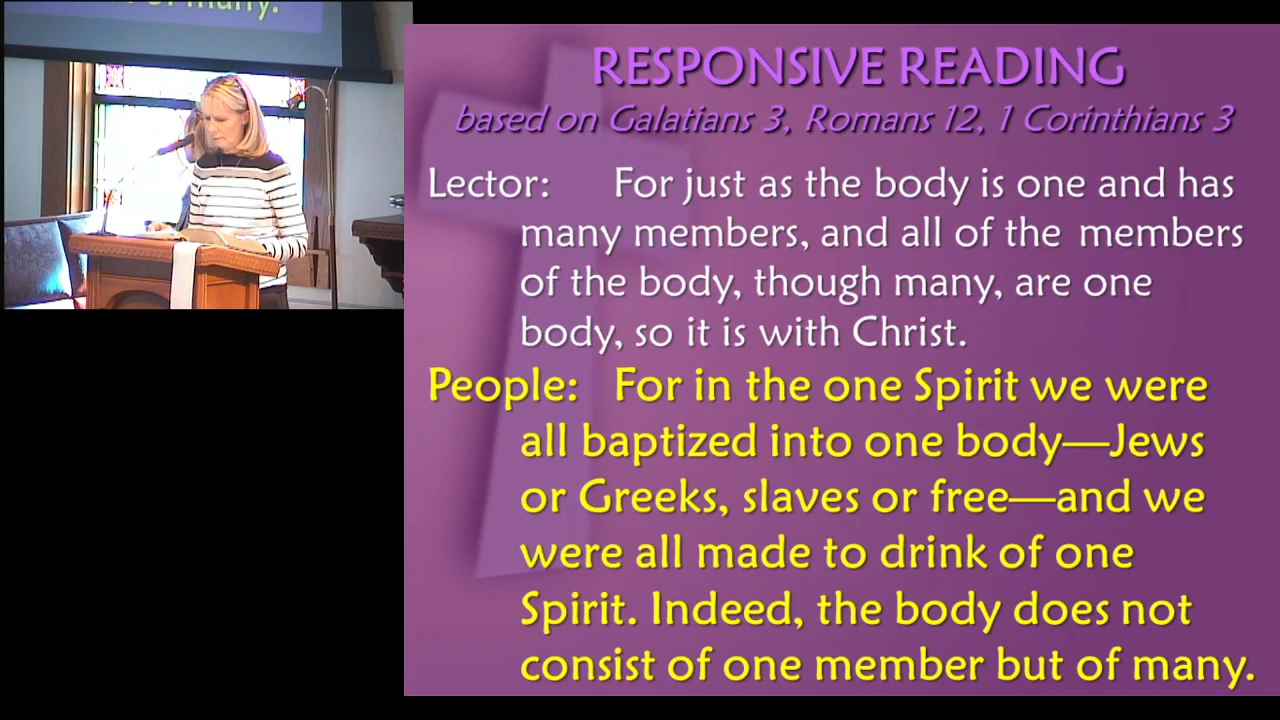 of many.
RESPONSIVE READING
based on Galatians 3, Romans 12, 1 Corinthians 3
Lector: For just as the body is one and has
many members, and all of the members
of the body, though many, are one
body, so it is with Christ.
People: For in the one Spirit we were
all baptized into one body—Jews
or Greeks, slaves or free—and we
were all made to drink of one
Spirit. Indeed, the body does not
consist of one member but of many.